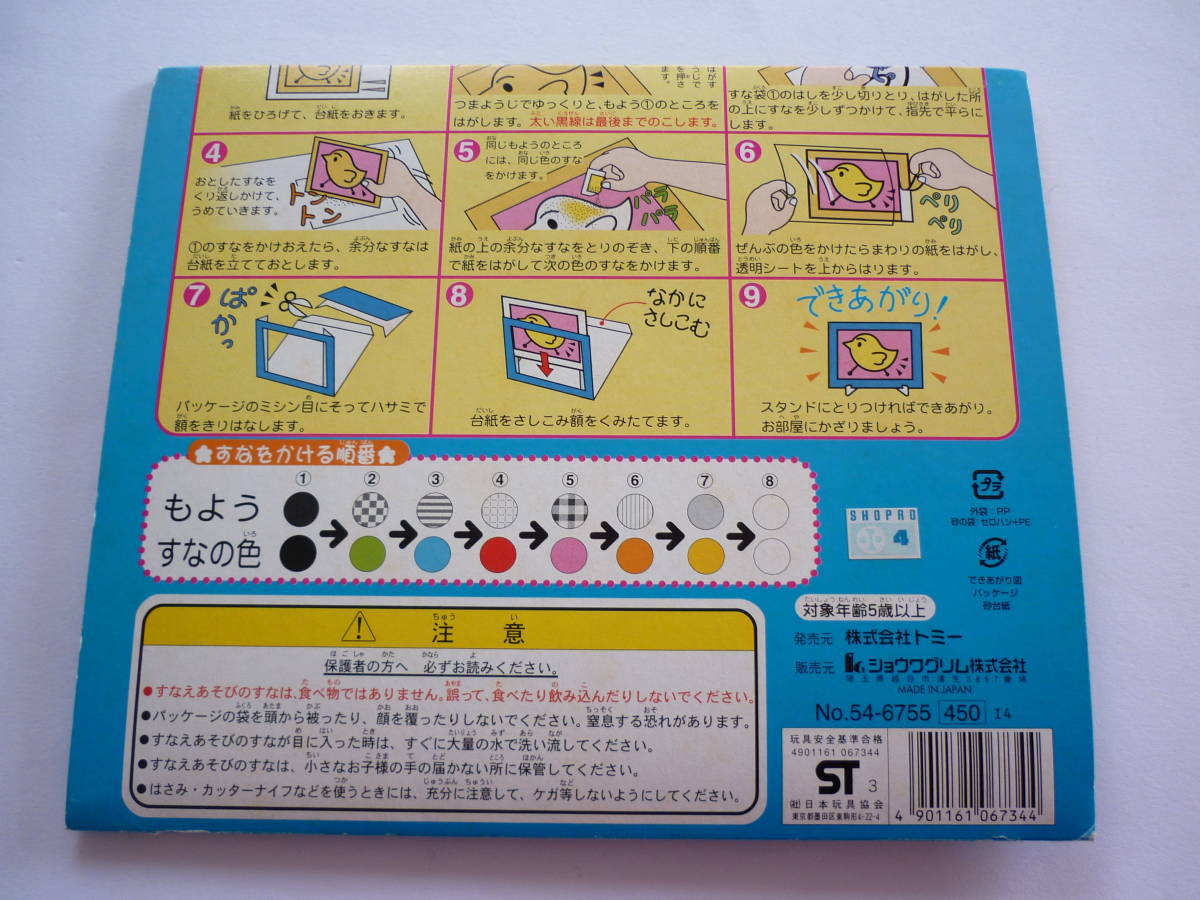 紙をひろげて、台紙をおきます。
つまようじでゆっくりと、もよう①のところを
はがします。太い黒線は最後までのこします。
すな袋①のはしを少し切りとり、はがした所
の上にすなを少しずつかけて、指先で平らに
します。
4
おとしたすなを
くり返しかけて、
うめていきます。
トントン
①のすなをかけおえたら、余分なすなは
台紙を立てておとします。
5
同じもようのところ
には、同じ色のすな
をかけます。
パラパラ
紙の上の余分なすなをとりのぞき、下の順番
で紙をはがして次の色のすなをかけます。
6
ペリペリ
ぜんぶの色をかけたらまわりの紙をはがし、
透明シートを上からはります。
7
ぱかっ
パッケージのミシン目にそってハサミで
額をきりはなします。
8
なかに
さしこむ
台紙をさしこみ額をくみたてます。
9
できあがり!
スタンドにとりつければできあがり。
お部屋にかざりましょう。
★すなをかける順番★
① ② ③ ④ ⑤ ⑥ ⑦ ⑧
もよう
すなの色
SHOPRO
4
プラ
外袋:PP
砂の袋:セロハン+PE
紙
できあがり図
パッケージ
砂台紙
対象年齢5歳以上
発売元 株式会社トミー
販売元 ショウワグリム株式会社
埼玉県越谷市蒲生3897番地
MADE IN JAPAN
No.54-6755 450 I4
注意
保護者の方へ 必ずお読みください。
●すなえあそびのすなは、食べ物ではありません。誤って、食べたり飲み込んだりしないでください。
●パッケージの袋を頭から被ったり、顔を覆ったりしないでください。窒息する恐れがあります。
●すなえあそびのすなが目に入った時は、すぐに大量の水で洗い流してください。
●すなえあそびのすなは、小さなお子様の手の届かない所に保管してください。
●はさみ・カッターナイフなどを使うときには、充分に注意して、ケガ等しないようにしてください。
玩具安全基準合格
4901161 067344
ST 3
㈳日本玩具協会
東京都墨田区東駒形4-22-4
4 901161 067344